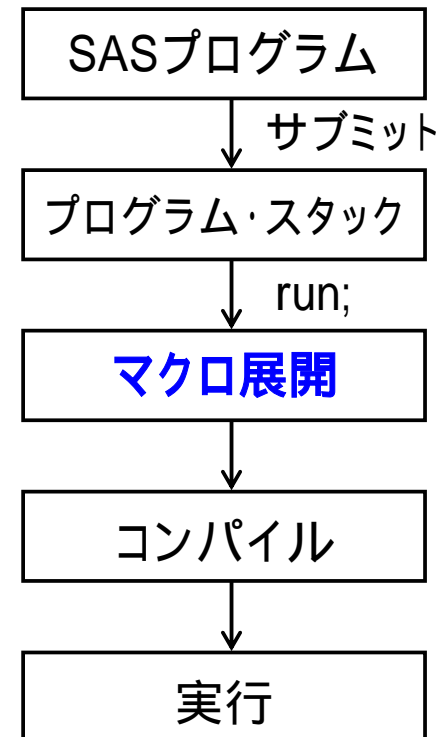 SASプログラム
サブミット
プログラム・スタック
run;
マクロ展開
コンパイル
実行